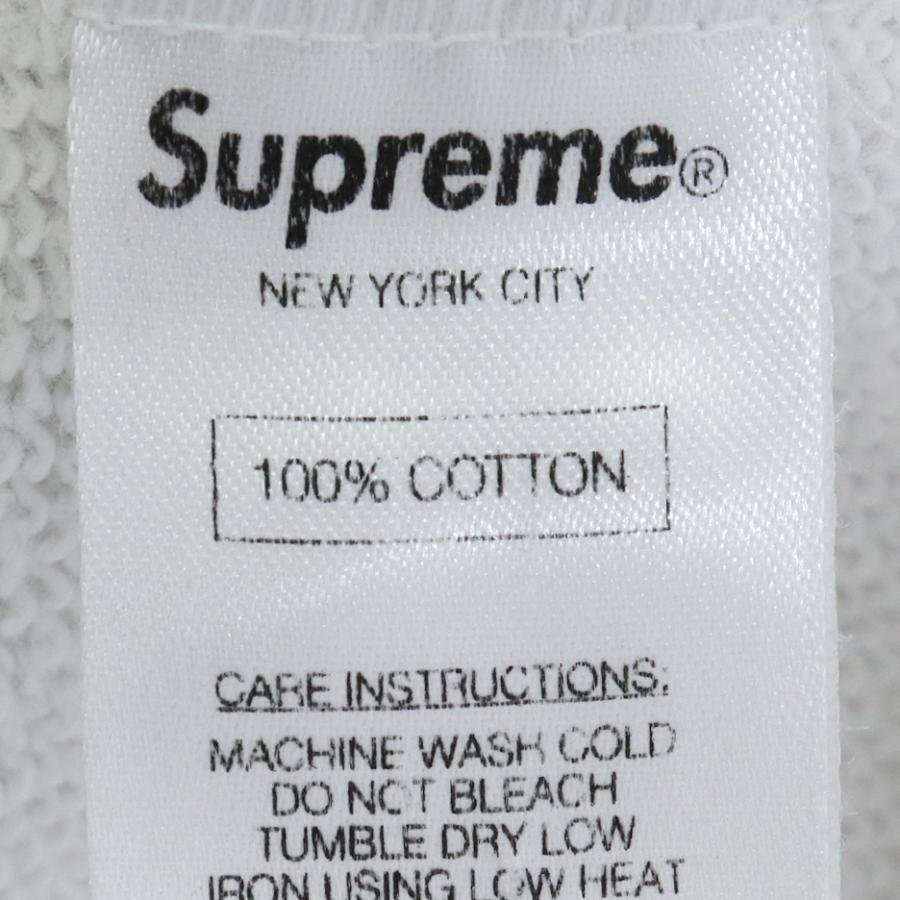 Supreme®
NEW YORK CITY
100% COTTON
CARE INSTRUCTIONS:
MACHINE WASH COLD
DO NOT BLEACH
TUMBLE DRY LOW
IRON USING LOW HEAT